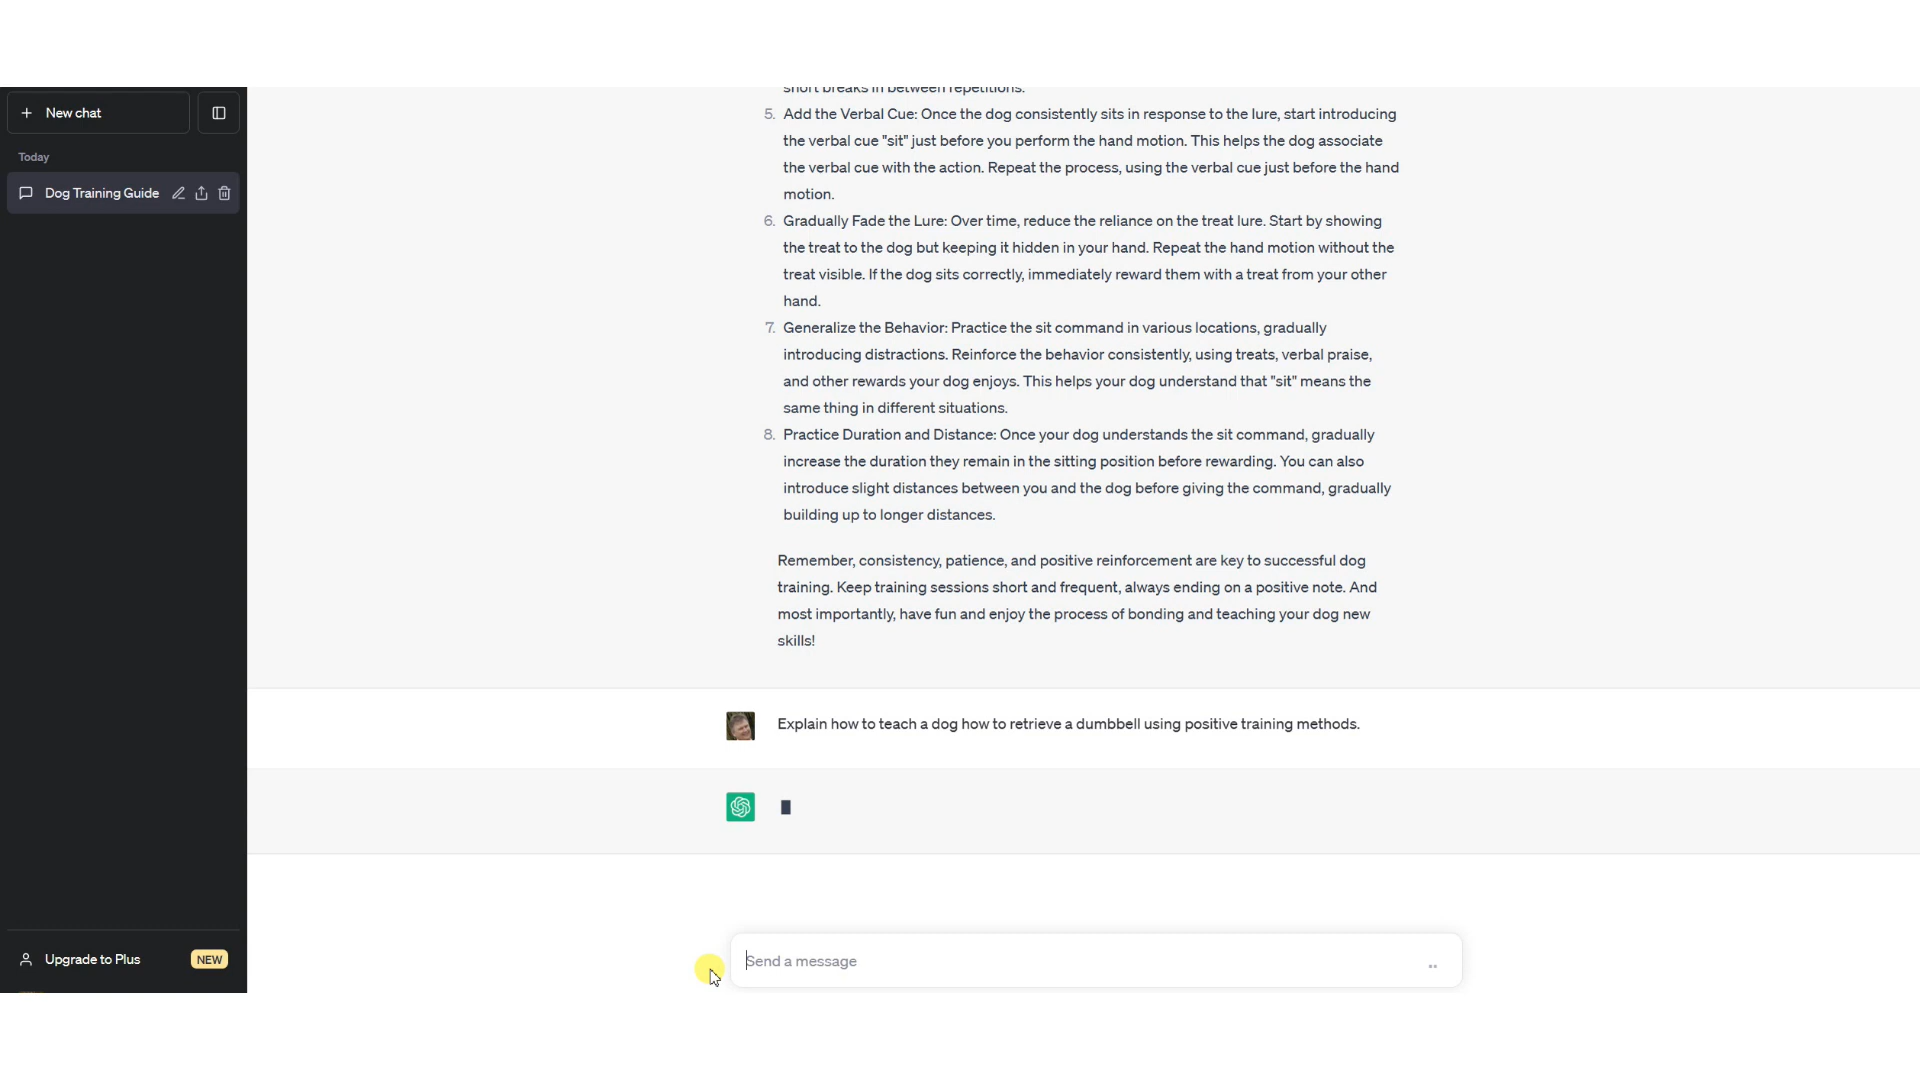 New chat
Today
Dog Training Guide
short breaks in between repetitions.
5. Add the Verbal Cue: Once the dog consistently sits in response to the lure, start introducing
the verbal cue "sit" just before you perform the hand motion. This helps the dog associate
the verbal cue with the action. Repeat the process, using the verbal cue just before the hand
motion.
6. Gradually Fade the Lure: Over time, reduce the reliance on the treat lure. Start by showing
the treat to the dog but keeping it hidden in your hand. Repeat the hand motion without the
treat visible. If the dog sits correctly, immediately reward them with a treat from your other
hand.
7. Generalize the Behavior: Practice the sit command in various locations, gradually
introducing distractions. Reinforce the behavior consistently, using treats, verbal praise,
and other rewards your dog enjoys. This helps your dog understand that "sit" means the
same thing in different situations.
8. Practice Duration and Distance: Once your dog understands the sit command, gradually
increase the duration they remain in the sitting position before rewarding. You can also
introduce slight distances between you and the dog before giving the command, gradually
building up to longer distances.
Remember, consistency, patience, and positive reinforcement are key to successful dog
training. Keep training sessions short and frequent, always ending on a positive note. And
most importantly, have fun and enjoy the process of bonding and teaching your dog new
skills!
Explain how to teach a dog how to retrieve a dumbbell using positive training methods.
Send a message
Upgrade to Plus
NEW